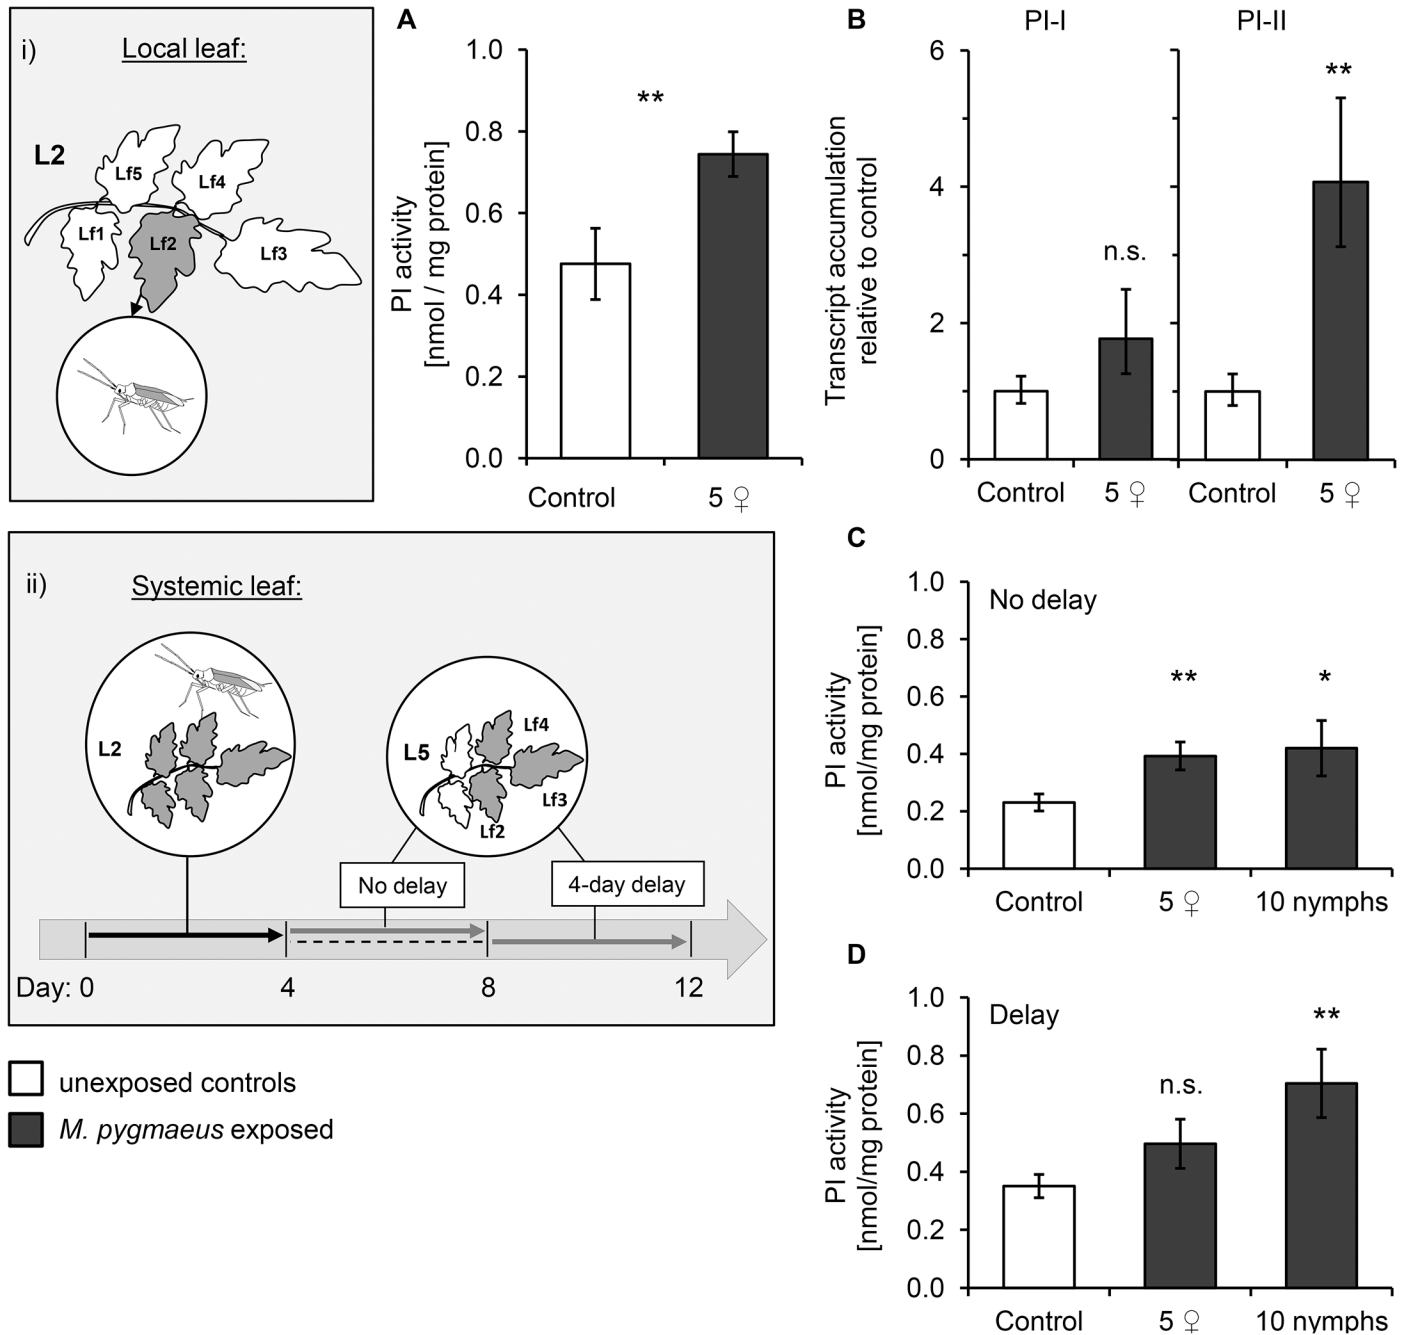 i)
Local leaf:
L2
Lf5
Lf4
Lf1
Lf2
Lf3
A
PI activity
[nmol / mg protein]
1.0
0.8
0.6
0.4
0.2
0.0
**
Control
5 ♀
B
PI-I
PI-II
Transcript accumulation
relative to control
6
4
2
0
n.s.
**
Control
5 ♀
Control
5 ♀
ii)
Systemic leaf:
L2
L5
Lf4
Lf3
Lf2
No delay
4-day delay
Day: 0
4
8
12
unexposed controls
M. pygmaeus exposed
C
No delay
PI activity
[nmol/mg protein]
1.0
0.8
0.6
0.4
0.2
0.0
**
*
Control
5 ♀
10 nymphs
D
Delay
PI activity
[nmol/mg protein]
1.0
0.8
0.6
0.4
0.2
0.0
n.s.
**
Control
5 ♀
10 nymphs